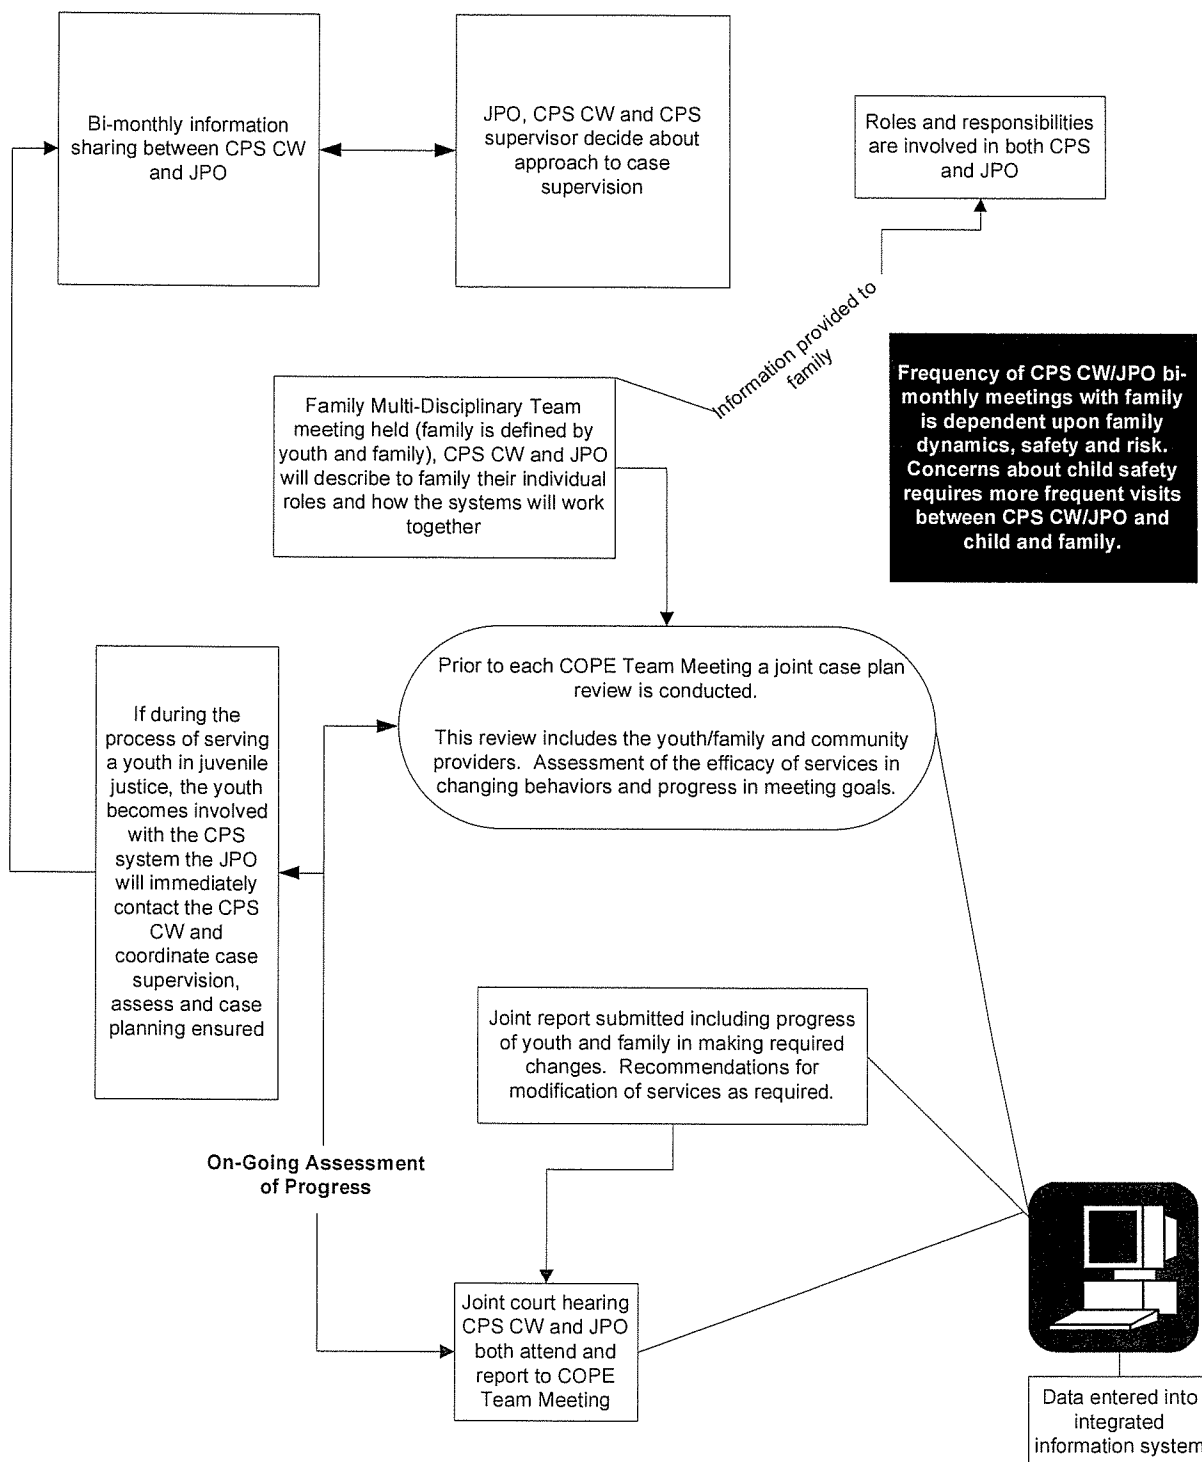 Bi-monthly information
sharing between CPS CW
and JPO
JPO, CPS CW and CPS
supervisor decide about
approach to case
supervision
Roles and responsibilities
are involved in both CPS
and JPO
Information provided to
family
Frequency of CPS CW/JPO bi-
monthly meetings with family
is dependent upon family
dynamics, safety and risk.
Concerns about child safety
requires more frequent visits
between CPS CW/JPO and
child and family.
Family Multi-Disciplinary Team
meeting held (family is defined by
youth and family), CPS CW and JPO
will describe to family their individual
roles and how the systems will work
together
Prior to each COPE Team Meeting a joint case plan
review is conducted.
This review includes the youth/family and community
providers. Assessment of the efficacy of services in
changing behaviors and progress in meeting goals.
If during the
process of serving
a youth in juvenile
justice, the youth
becomes involved
with the CPS
system the JPO
will immediately
contact the CPS
CW and
coordinate case
supervision,
assess and case
planning ensured
Joint report submitted including progress
of youth and family in making required
changes. Recommendations for
modification of services as required.
On-Going Assessment
of Progress
Joint court hearing
CPS CW and JPO
both attend and
report to COPE
Team Meeting
Data entered into
integrated
information system